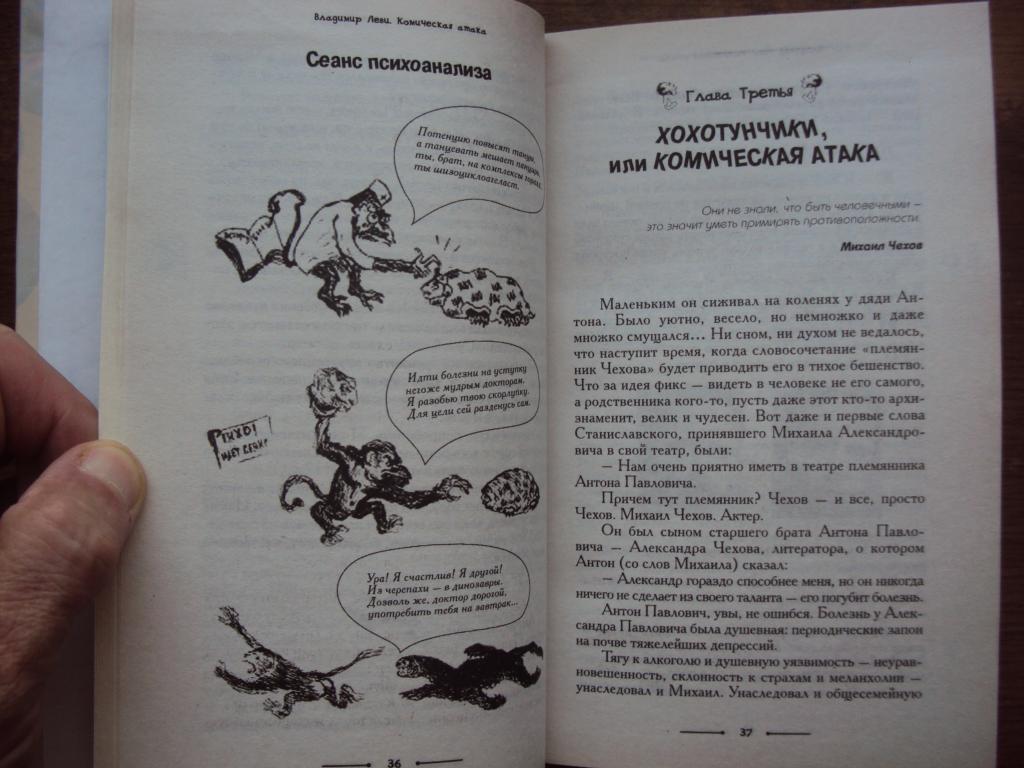 Владимир Леви. Комическая атака
Сеанс психоанализа
Потенцию повысят танцы,
а танцевать мешает панцирь,
ты, брат, на комплексы горазд,
ты шизоциклоагеласт.
Идти болезни на уступку
негоже мудрым докторам.
Я разобью твою скорлупку.
Для цели сей разденусь сам.
ТИХО!
ИДЕТ СЕАНС
Ура! Я счастлив! Я другой!
Из черепахи — в динозавры.
Дозволь же, доктор дорогой,
употребить тебя на завтрак...
36
Глава Третья
ХОХОТУНЧИКИ,
или КОМИЧЕСКАЯ АТАКА
Они не знали, что быть человечными —
это значит уметь примирять противоположности.
Михаил Чехов
Маленьким он сиживал на коленях у дяди Ан-
тона. Было уютно, весело, но немножко и даже
множко смущался... Ни сном, ни духом не ведалось,
что наступит время, когда словосочетание «племян-
ник Чехова» будет приводить его в тихое бешенство.
Что за идея фикс — видеть в человеке не его самого,
а родственника кого-то, пусть даже этот кто-то архи-
знаменит, велик и чудесен. Вот даже и первые слова
Станиславского, принявшего Михаила Александро-
вича в свой театр, были:
— Нам очень приятно иметь в театре племянника
Антона Павловича.
Причем тут племянник? Чехов — и все, просто
Чехов. Михаил Чехов. Актер.
Он был сыном старшего брата Антона Павло-
вича — Александра Чехова, литератора, о котором
Антон (со слов Михаила) сказал:
— Александр гораздо способнее меня, но он никогда
ничего не сделает из своего таланта — его погубит болезнь.
Антон Павлович, увы, не ошибся. Болезнь у Алек-
сандра Павловича была душевная: периодические запои
на почве тяжелейших депрессий.
Тягу к алкоголю и душевную уязвимость — неурав-
новешенность, склонность к страхам и меланхолии —
унаследовал и Михаил. Унаследовал и общесемейную
37